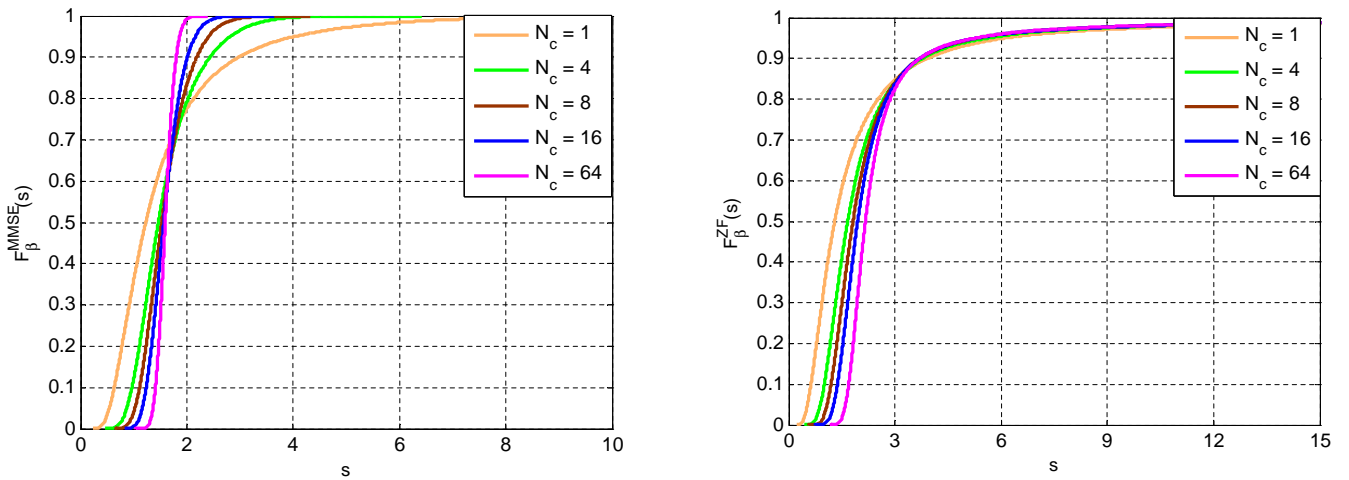 1
0.9
0.8
0.7
0.6
0.5
0.4
0.3
0.2
0.1
0
0 2 4 6 8 10
s
F_β^MMSE(s)
N_c = 1
N_c = 4
N_c = 8
N_c = 16
N_c = 64
1
0.9
0.8
0.7
0.6
0.5
0.4
0.3
0.2
0.1
0
0 3 6 9 12 15
s
F_β^ZF(s)
N_c = 1
N_c = 4
N_c = 8
N_c = 16
N_c = 64